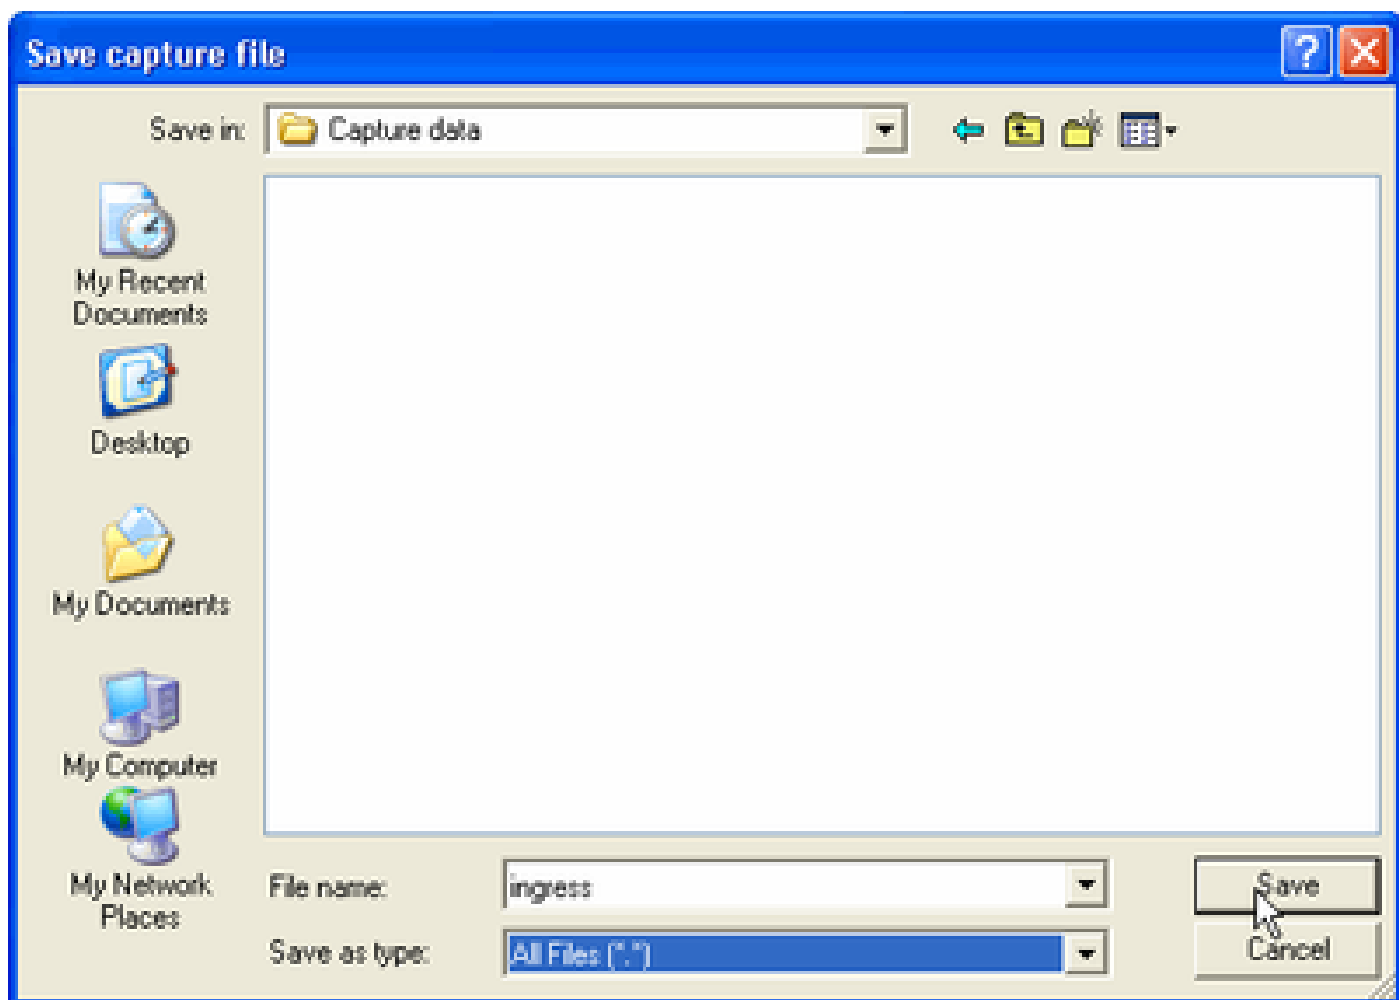 Save capture file
Save in:
Capture data
My Recent
Documents
Desktop
My Documents
My Computer
My Network
Places
File name:
ingress
Save
Save as type:
All Files (*.*)
Cancel